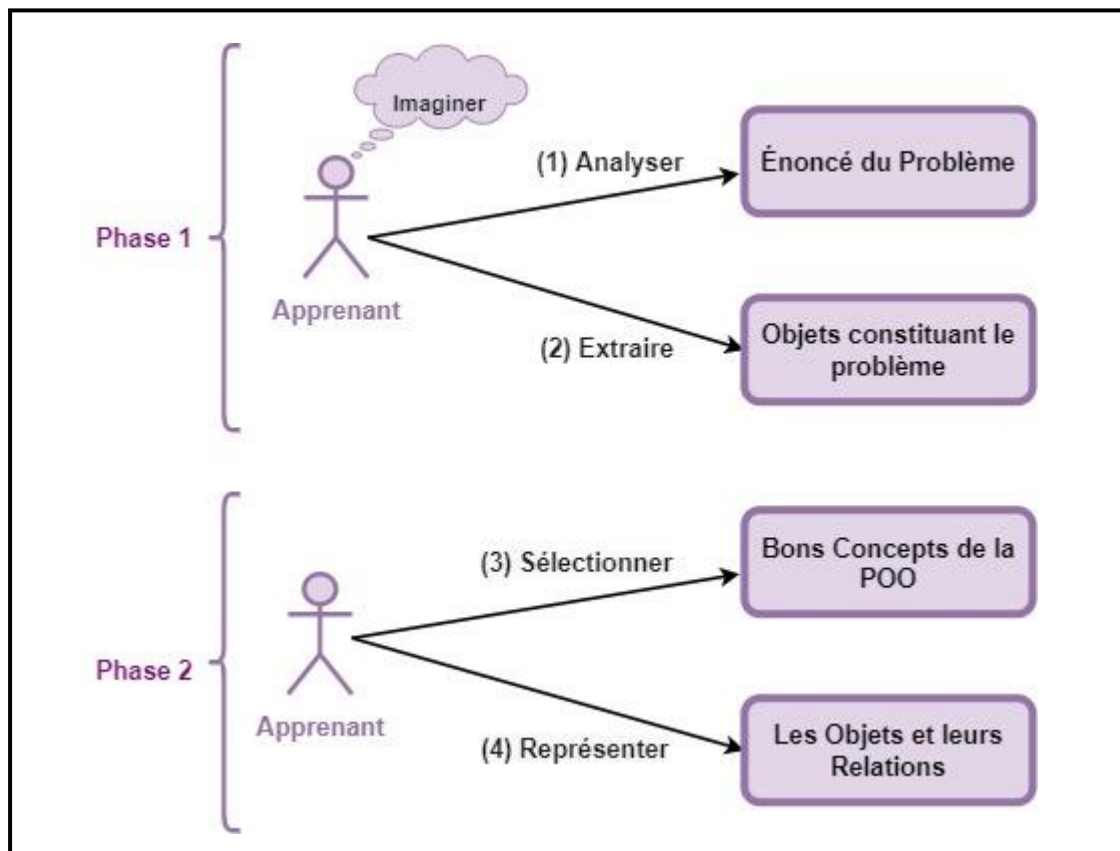 Imaginer
(1) Analyser
Énoncé du Problème
Phase 1
Apprenant
(2) Extraire
Objets constituant le
problème
(3) Sélectionner
Bons Concepts de la
POO
Phase 2
Apprenant
(4) Représenter
Les Objets et leurs
Relations